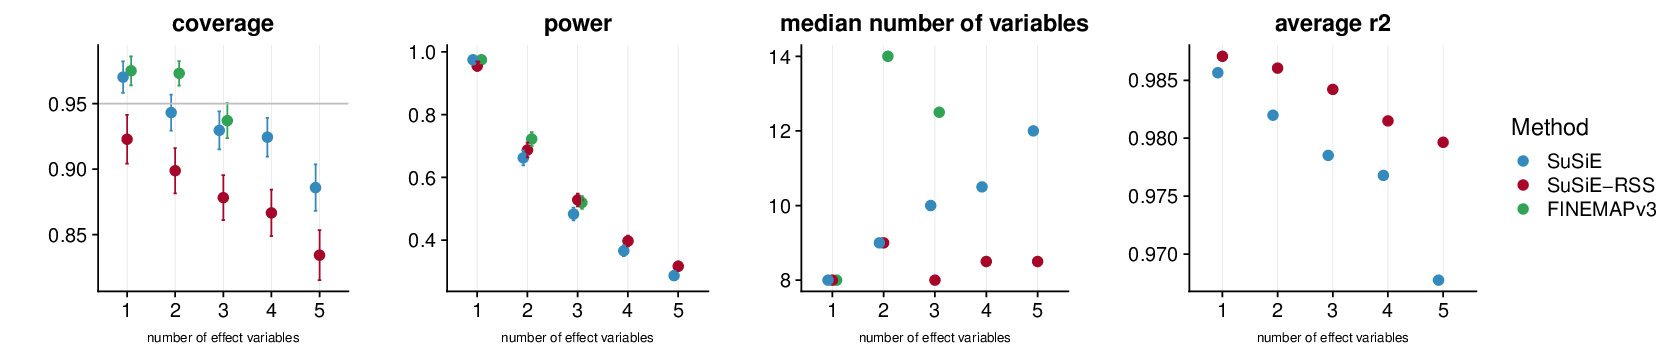 coverage
0.95
0.90
0.85
1
2
3
4
5
number of effect variables
power
1.0
0.8
0.6
0.4
1
2
3
4
5
number of effect variables
median number of variables
14
12
10
8
1
2
3
4
5
number of effect variables
average r2
0.985
0.980
0.975
0.970
1
2
3
4
5
number of effect variables
Method
SuSiE
SuSiE−RSS
FINEMAPv3